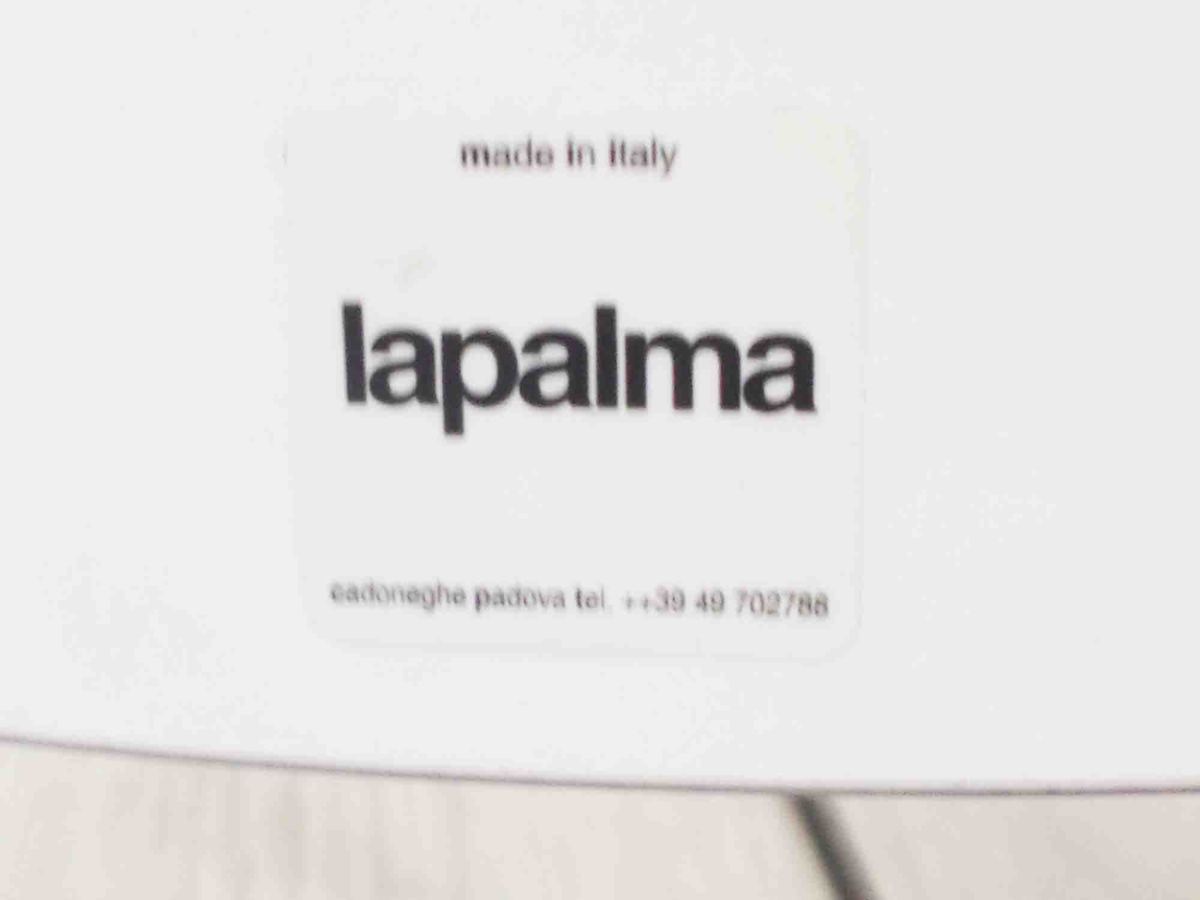 made in italy
lapalma
cadoneghe padova tel. ++39 49 702788